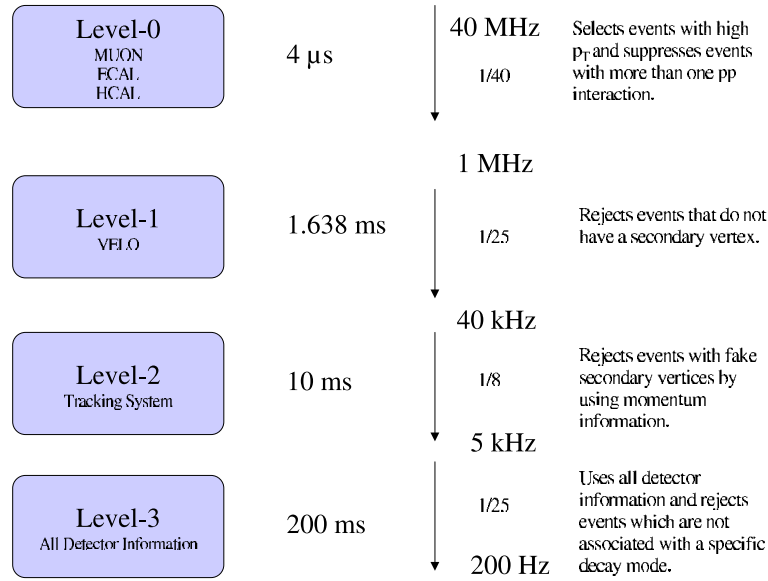 Level-0
MUON
ECAL
HCAL
4 μs
40 MHz
1/40
Selects events with high
pT and suppresses events
with more than one pp
interaction.
1 MHz
Level-1
VELO
1.638 ms
1/25
Rejects events that do not
have a secondary vertex.
40 kHz
Level-2
Tracking System
10 ms
1/8
Rejects events with fake
secondary vertices by
using momentum
information.
5 kHz
Level-3
All Detector Information
200 ms
1/25
Uses all detector
information and rejects
events which are not
associated with a specific
decay mode.
200 Hz